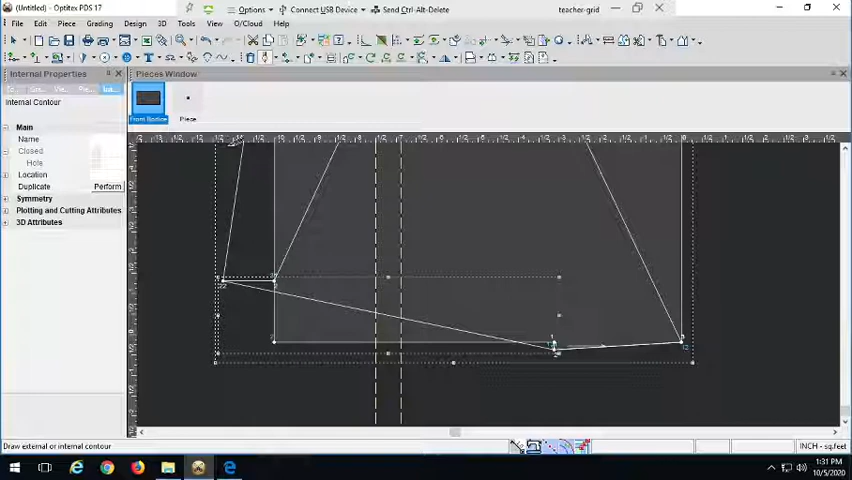 Options
Connect USB Device
Send Ctrl-Alt-Delete
teacher-grid
(Untitled) - Optitex PDS 17
File
Edit
Piece
Grading
Design
3D
Tools
View
O/Cloud
Help
Internal Properties
Pieces Window
Internal Contour
Main
Name
Closed
Hole
Location
Duplicate
Perform
Symmetry
Plotting and Cutting Attributes
3D Attributes
Front Bodice
Piece
Draw external or internal contour
INCH - sq.feet
1:31 PM
10/5/2020